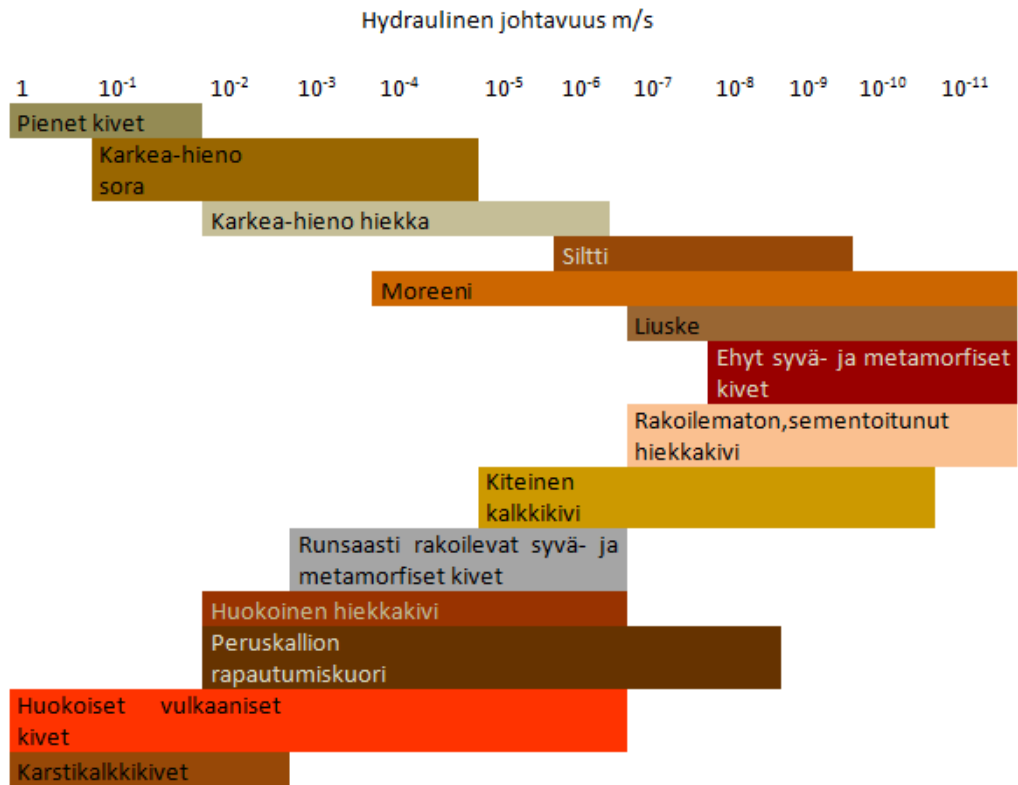 Hydraulinen johtavuus m/s
1 10⁻¹ 10⁻² 10⁻³ 10⁻⁴ 10⁻⁵ 10⁻⁶ 10⁻⁷ 10⁻⁸ 10⁻⁹ 10⁻¹⁰ 10⁻¹¹
Pienet kivet
Karkea-hieno
sora
Karkea-hieno hiekka
Siltti
Moreeni
Liuske
Ehyt syvä- ja metamorfiset
kivet
Rakoilematon,sementoitunut
hiekkakivi
Kiteinen
kalkkikivi
Runsaasti rakoilevat syvä- ja
metamorfiset kivet
Huokoinen hiekkakivi
Peruskallion
rapautumiskuori
Huokoiset vulkaaniset
kivet
Karstikalkkikivet